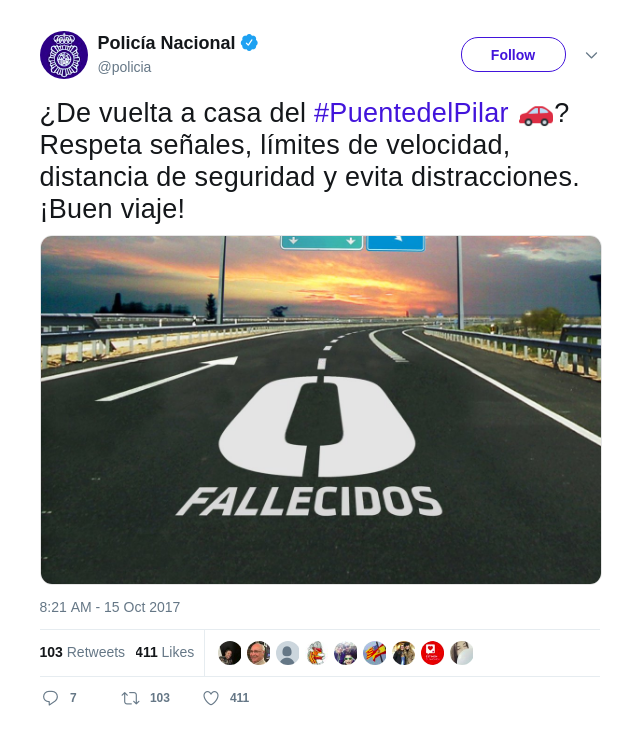 Policía Nacional
@policia
Follow
¿De vuelta a casa del #PuentedelPilar 🚗?
Respeta señales, límites de velocidad,
distancia de seguridad y evita distracciones.
¡Buen viaje!
0
FALLECIDOS
8:21 AM - 15 Oct 2017
103 Retweets 411 Likes
7 103 411